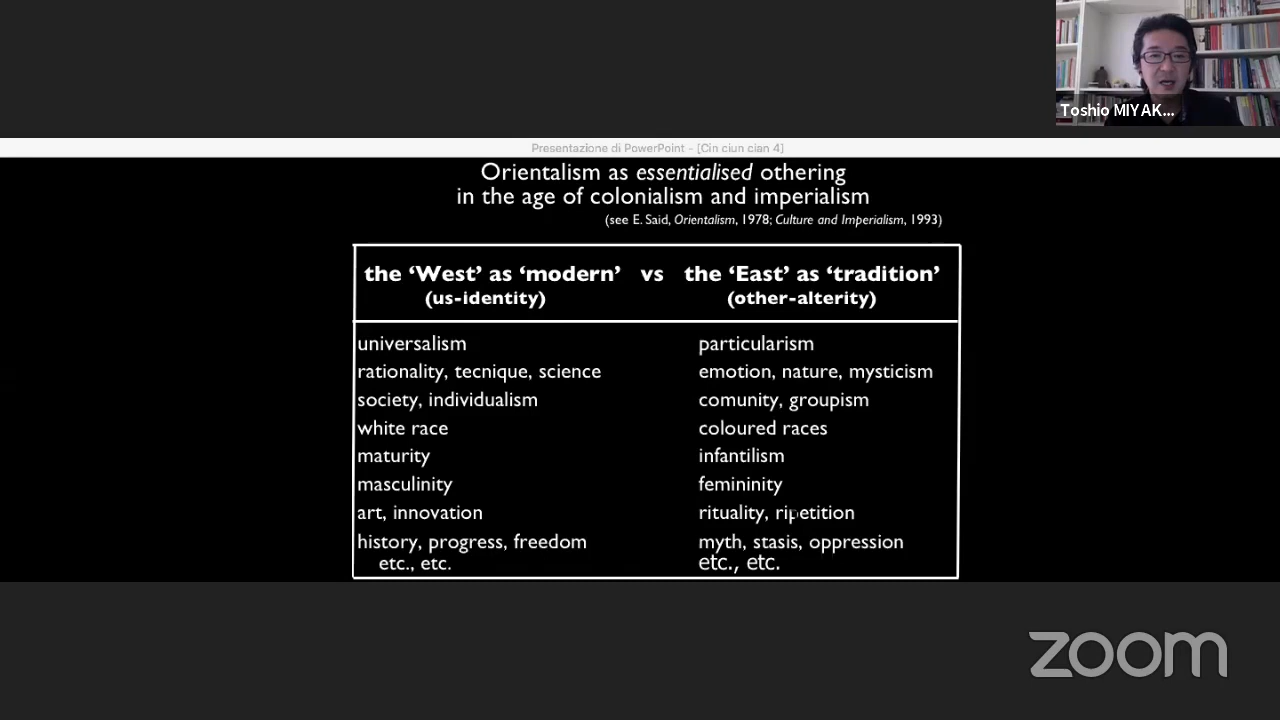 Toshio MIYAK...
Presentazione di PowerPoint - [Cin ciun cian 4]
Orientalism as essentialised othering
in the age of colonialism and imperialism
(see E. Said, Orientalism, 1978; Culture and Imperialism, 1993)
the ‘West’ as ‘modern’ vs the ‘East’ as ‘tradition’
(us-identity) (other-alterity)
universalism particularism
rationality, tecnique, science emotion, nature, mysticism
society, individualism comunity, groupism
white race coloured races
maturity infantilism
masculinity femininity
art, innovation rituality, ripetition
history, progress, freedom myth, stasis, oppression
etc., etc. etc., etc.
zoom